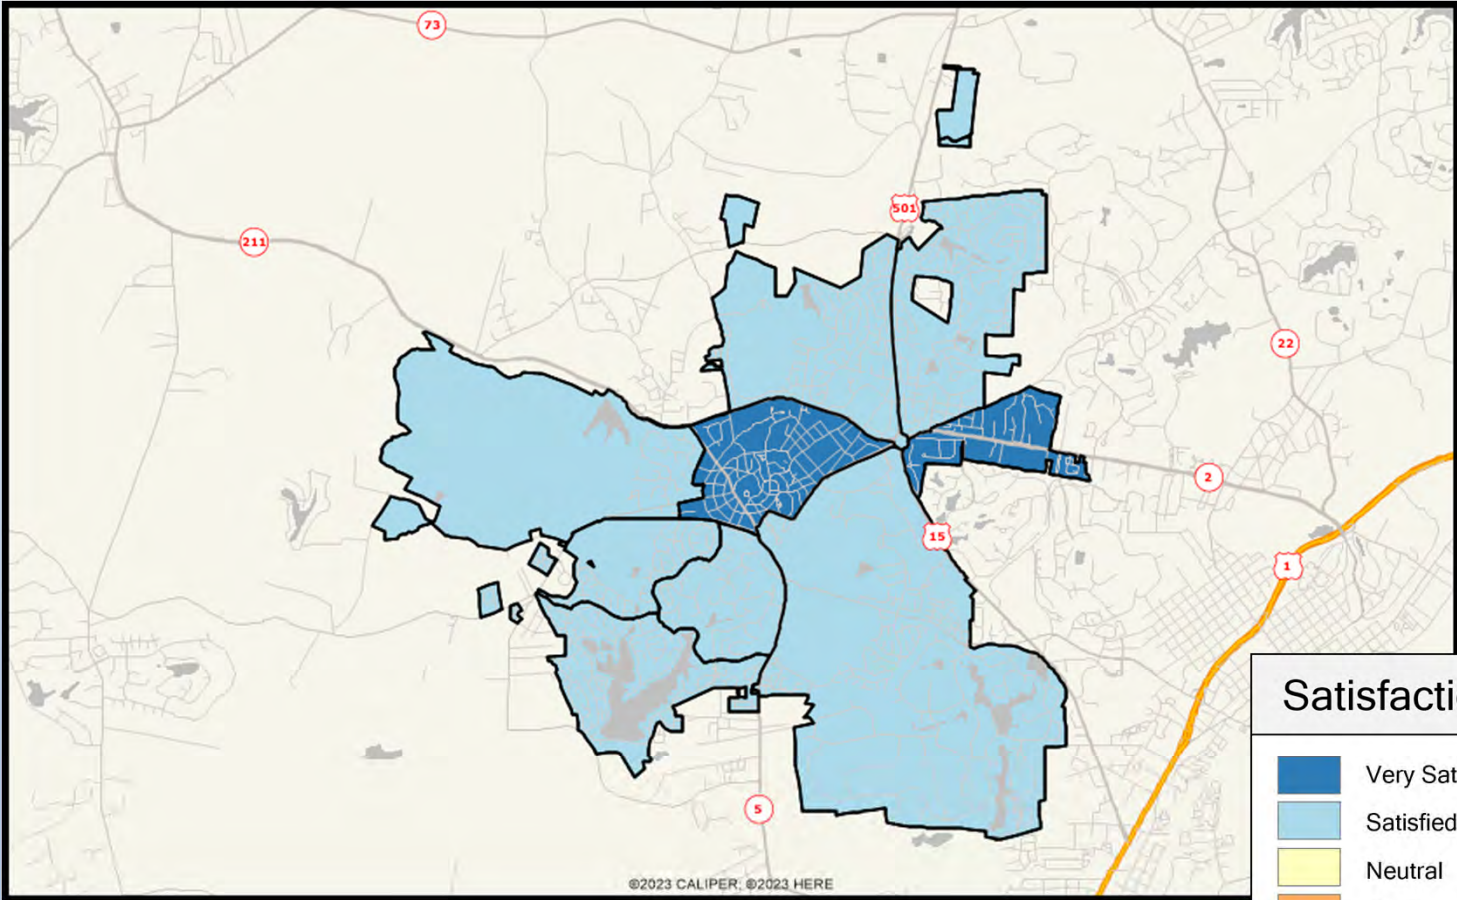 73
501
211
22
2
15
1
Satisfacti
Very Sat
Satisfied
5
Neutral
©2023 CALIPER; ©2023 HERE